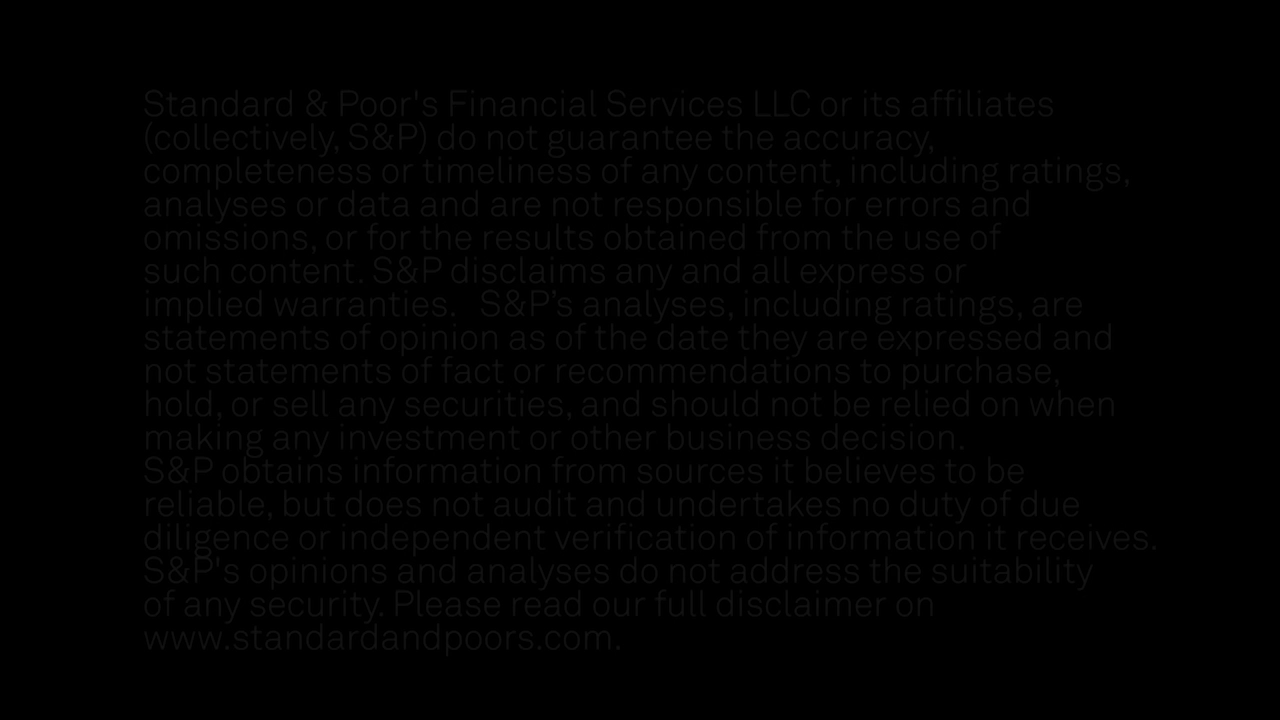 Standard & Poor's Financial Services LLC or its affiliates
(collectively, S&P) do not guarantee the accuracy,
completeness or timeliness of any content, including ratings,
analyses or data and are not responsible for errors and
omissions, or for the results obtained from the use of
such content. S&P disclaims any and all express or
implied warranties.   S&P’s analyses, including ratings, are
statements of opinion as of the date they are expressed and
not statements of fact or recommendations to purchase,
hold, or sell any securities, and should not be relied on when
making any investment or other business decision.
S&P obtains information from sources it believes to be
reliable, but does not audit and undertakes no duty of due
diligence or independent verification of information it receives.
S&P's opinions and analyses do not address the suitability
of any security. Please read our full disclaimer on
www.standardandpoors.com.